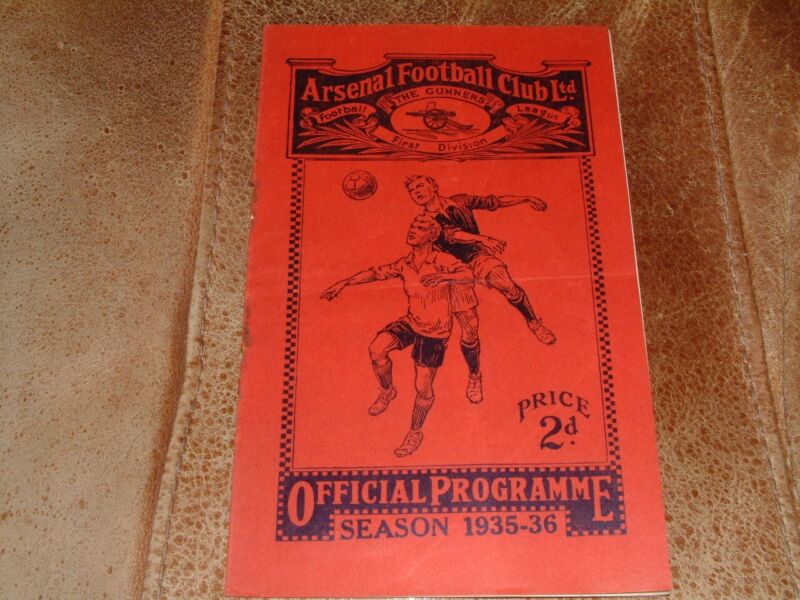 Arsenal Football Club Ltd.
THE GUNNERS
Football League
First Division
PRICE
2d.
OFFICIAL PROGRAMME
SEASON 1935-36